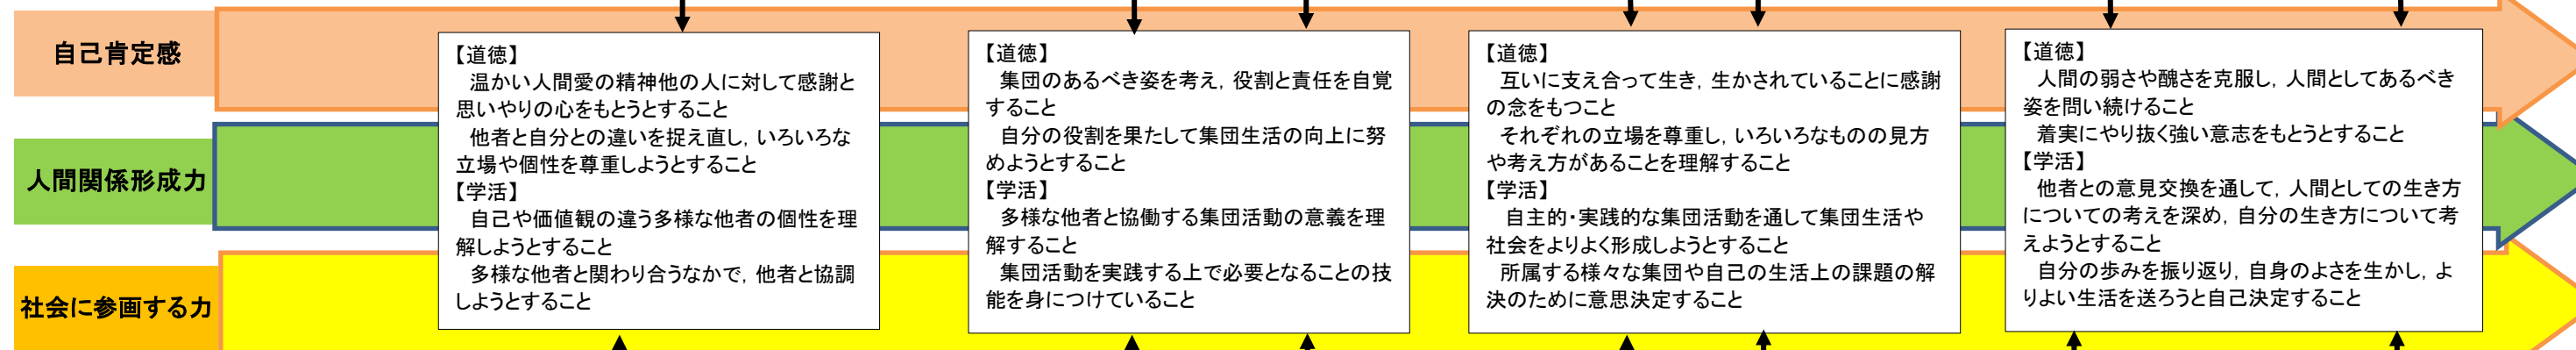 自己肯定感
人間関係形成力
社会に参画する力
【道徳】
温かい人間愛の精神他の人に対して感謝と
思いやりの心をもとうとすること
他者と自分との違いを捉え直し，いろいろな
立場や個性を尊重しようとすること
【学活】
自己や価値観の違う多様な他者の個性を理
解しようとすること
多様な他者と関わり合うなかで，他者と協調
しようとすること
【道徳】
集団のあるべき姿を考え，役割と責任を自覚
すること
自分の役割を果たして集団生活の向上に努
めようとすること
【学活】
多様な他者と協働する集団活動の意義を理
解すること
集団活動を実践する上で必要となることの技
能を身につけていること
【道徳】
互いに支え合って生き，生かされていることに感謝
の念をもつこと
それぞれの立場を尊重し，いろいろなものの見方
や考え方があることを理解すること
【学活】
自主的・実践的な集団活動を通して集団生活や
社会をよりよく形成しようとすること
所属する様々な集団や自己の生活上の課題の解
決のために意思決定すること
【道徳】
人間の弱さや醜さを克服し，人間としてあるべき
姿を問い続けること
着実にやり抜く強い意志をもとうとすること
【学活】
他者との意見交換を通して，人間としての生き方
についての考えを深め，自分の生き方について考
えようとすること
自分の歩みを振り返り，自身のよさを生かし，よ
りよい生活を送ろうと自己決定すること